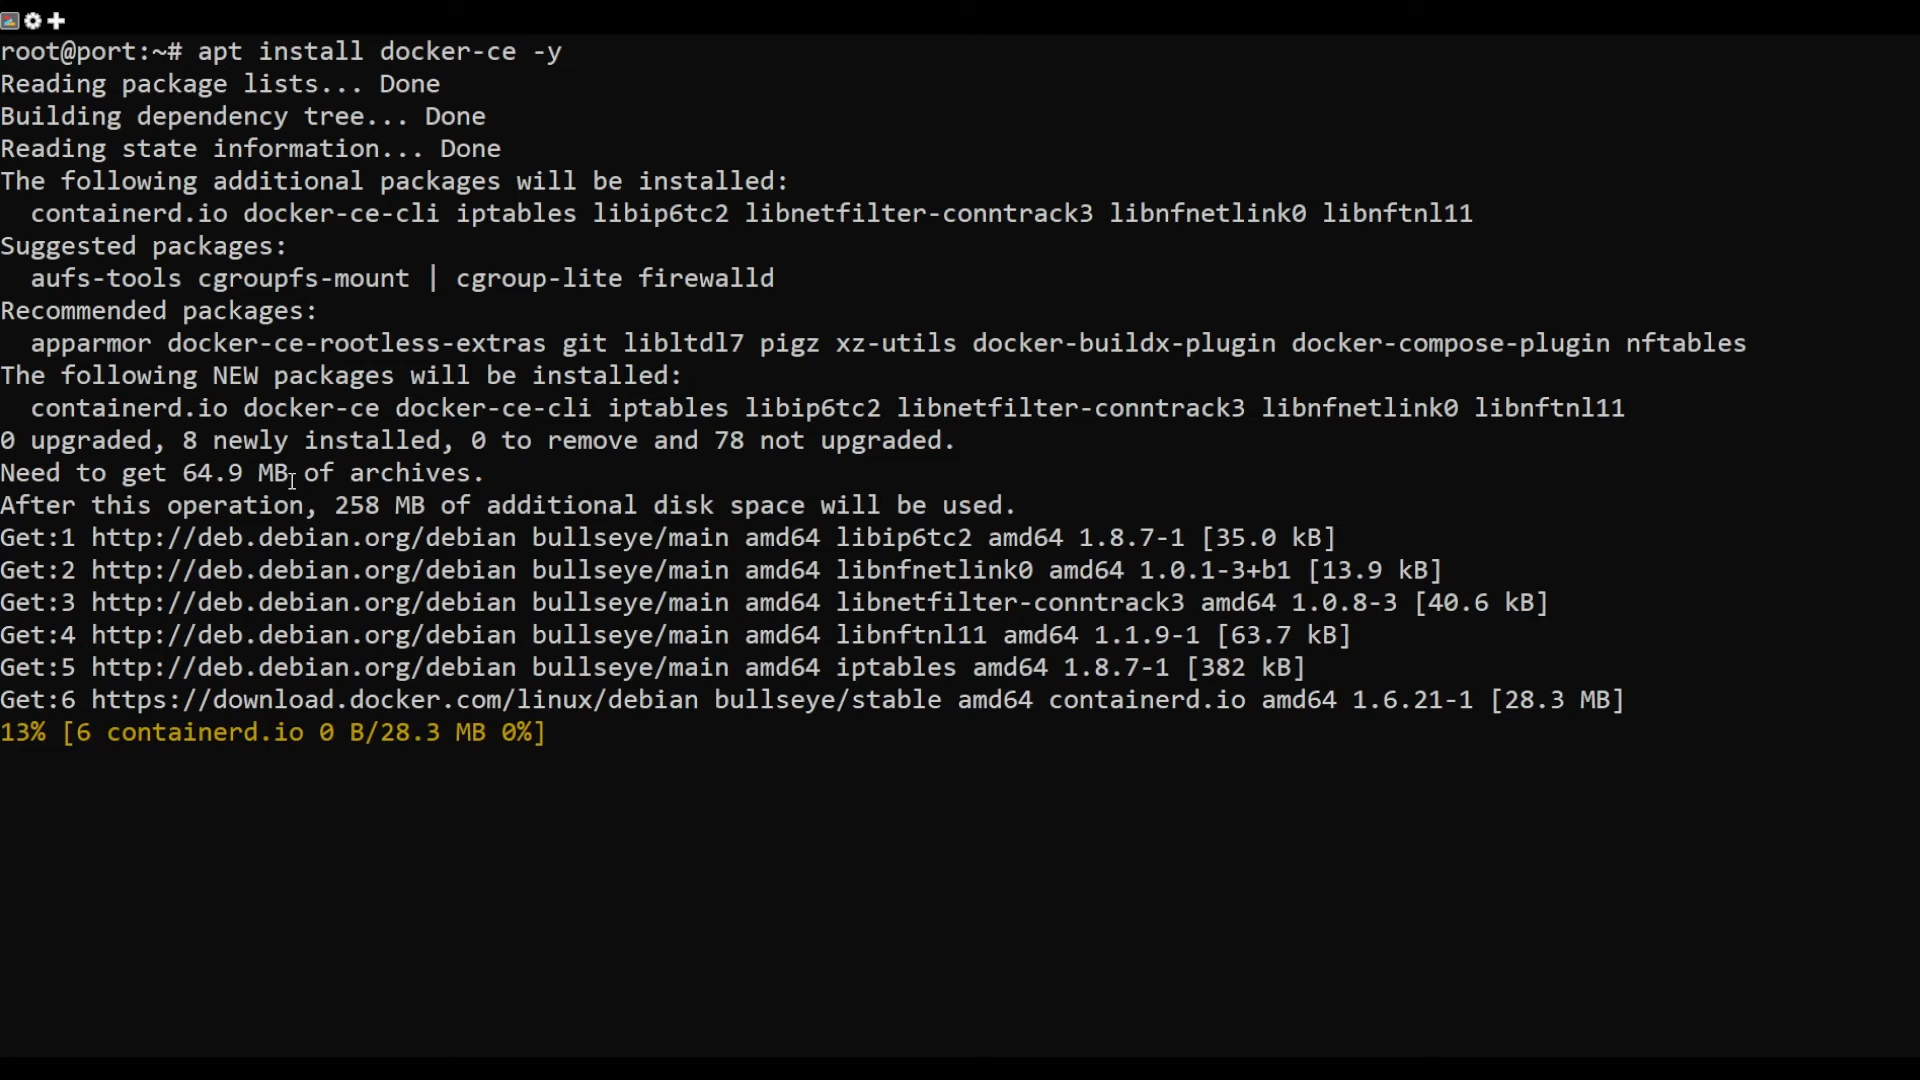 root@port:~# apt install docker-ce -y
Reading package lists... Done
Building dependency tree... Done
Reading state information... Done
The following additional packages will be installed:
  containerd.io docker-ce-cli iptables libip6tc2 libnetfilter-conntrack3 libnfnetlink0 libnftnl11
Suggested packages:
  aufs-tools cgroupfs-mount | cgroup-lite firewalld
Recommended packages:
  apparmor docker-ce-rootless-extras git libltdl7 pigz xz-utils docker-buildx-plugin docker-compose-plugin nftables
The following NEW packages will be installed:
  containerd.io docker-ce docker-ce-cli iptables libip6tc2 libnetfilter-conntrack3 libnfnetlink0 libnftnl11
0 upgraded, 8 newly installed, 0 to remove and 78 not upgraded.
Need to get 64.9 MB of archives.
After this operation, 258 MB of additional disk space will be used.
Get:1 http://deb.debian.org/debian bullseye/main amd64 libip6tc2 amd64 1.8.7-1 [35.0 kB]
Get:2 http://deb.debian.org/debian bullseye/main amd64 libnfnetlink0 amd64 1.0.1-3+b1 [13.9 kB]
Get:3 http://deb.debian.org/debian bullseye/main amd64 libnetfilter-conntrack3 amd64 1.0.8-3 [40.6 kB]
Get:4 http://deb.debian.org/debian bullseye/main amd64 libnftnl11 amd64 1.1.9-1 [63.7 kB]
Get:5 http://deb.debian.org/debian bullseye/main amd64 iptables amd64 1.8.7-1 [382 kB]
Get:6 https://download.docker.com/linux/debian bullseye/stable amd64 containerd.io amd64 1.6.21-1 [28.3 MB]
13% [6 containerd.io 0 B/28.3 MB 0%]